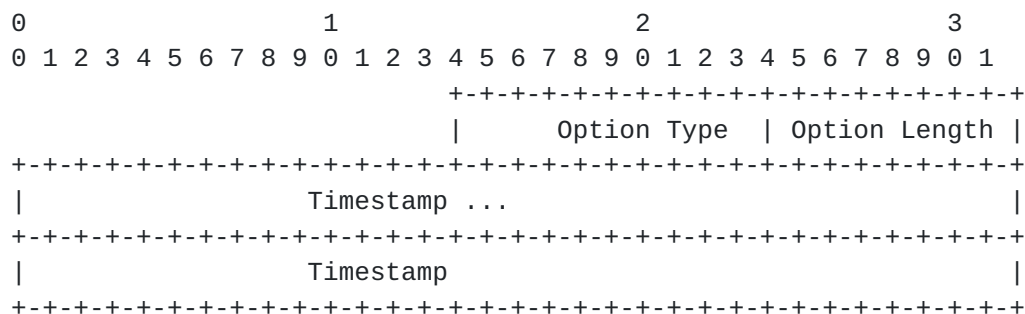 0                   1                   2                   3
0 1 2 3 4 5 6 7 8 9 0 1 2 3 4 5 6 7 8 9 0 1 2 3 4 5 6 7 8 9 0 1
                            +-+-+-+-+-+-+-+-+-+-+-+-+-+-+-+-+-+-+
                            |      Option Type  | Option Length |
+-+-+-+-+-+-+-+-+-+-+-+-+-+-+-+-+-+-+-+-+-+-+-+-+-+-+-+-+-+-+-+-+
|                  Timestamp ...                                |
+-+-+-+-+-+-+-+-+-+-+-+-+-+-+-+-+-+-+-+-+-+-+-+-+-+-+-+-+-+-+-+-+
|                  Timestamp                                    |
+-+-+-+-+-+-+-+-+-+-+-+-+-+-+-+-+-+-+-+-+-+-+-+-+-+-+-+-+-+-+-+-+